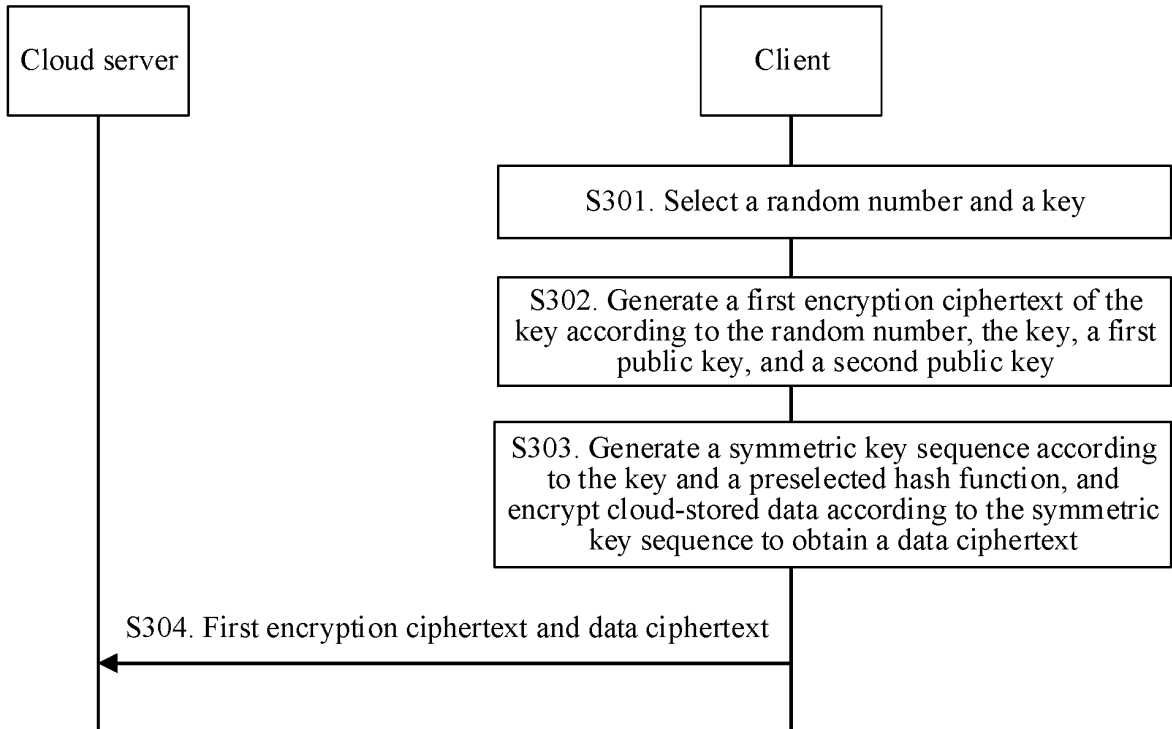 Cloud server
Client
S301. Select a random number and a key
S302. Generate a first encryption ciphertext of the
key according to the random number, the key, a first
public key, and a second public key
S303. Generate a symmetric key sequence according
to the key and a preselected hash function, and
encrypt cloud-stored data according to the symmetric
key sequence to obtain a data ciphertext
S304. First encryption ciphertext and data ciphertext